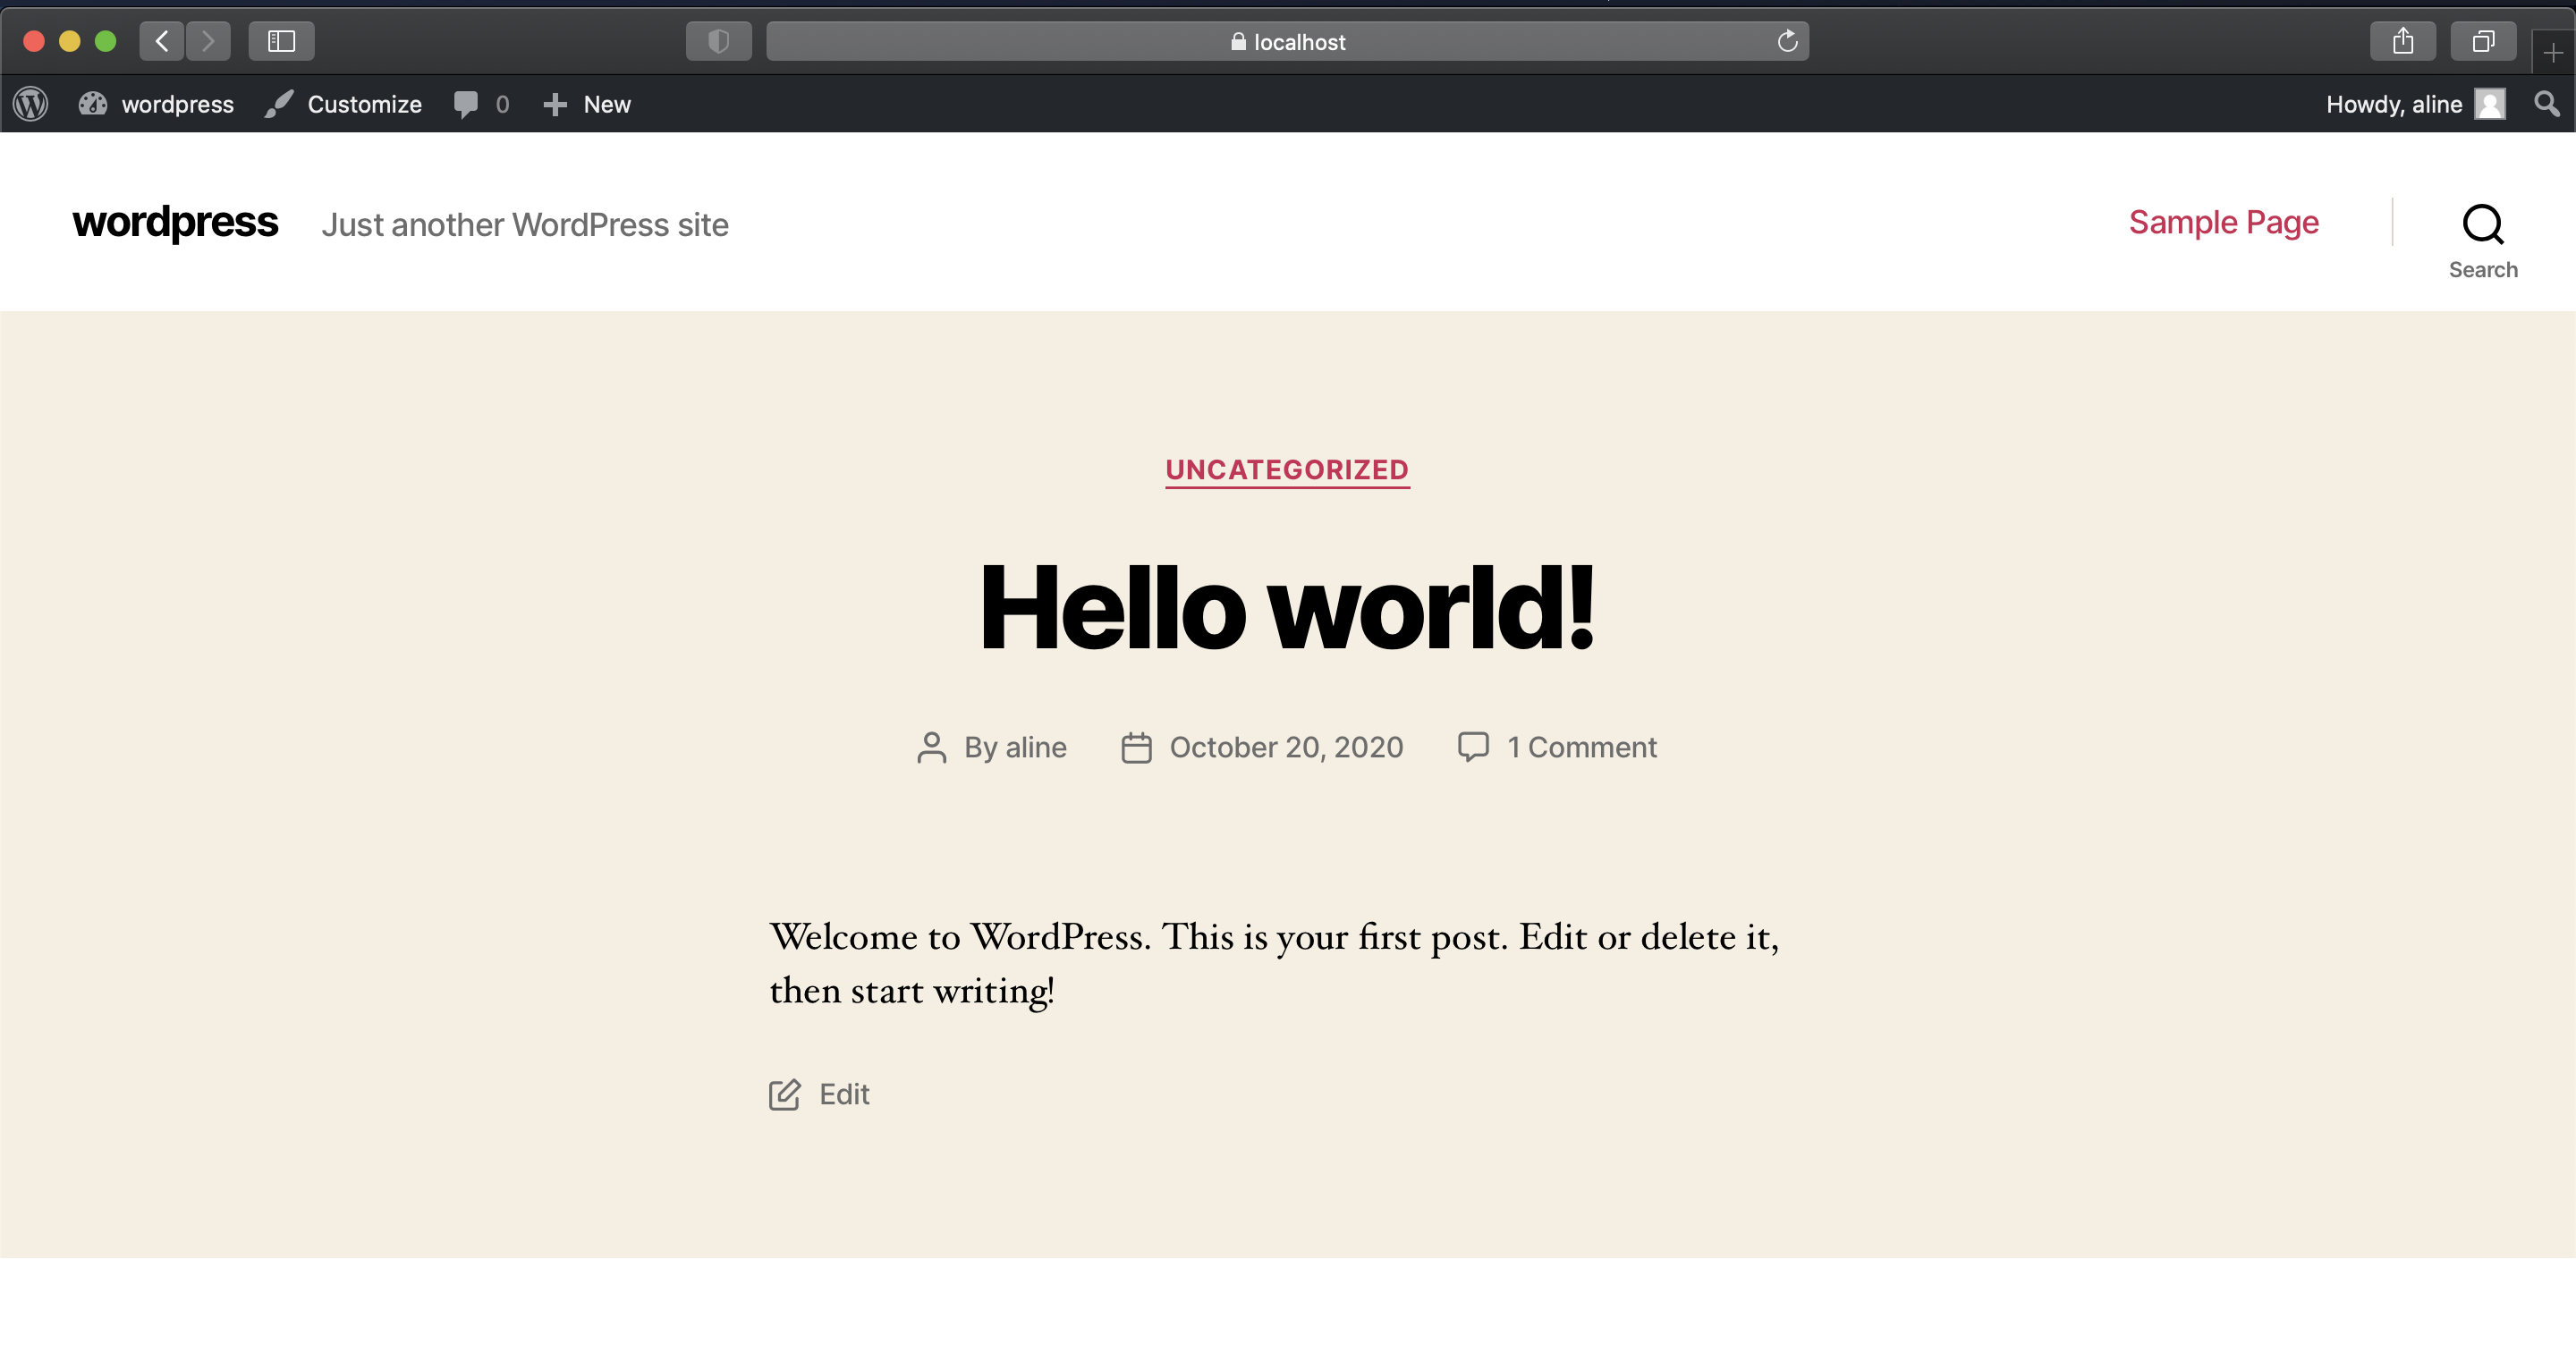 localhost
wordpress Customize 0 New Howdy, aline
wordpress Just another WordPress site Sample Page
Search
UNCATEGORIZED
Hello world!
By aline October 20, 2020 1 Comment
Welcome to WordPress. This is your first post. Edit or delete it,
then start writing!
Edit